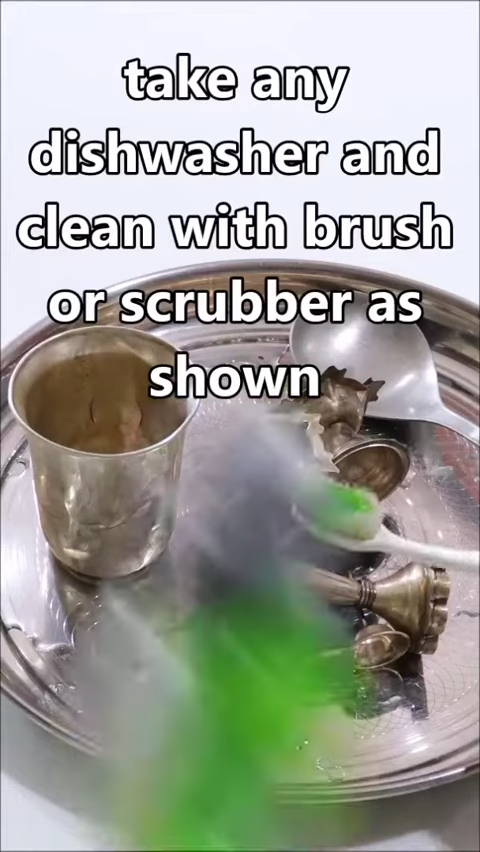 take any
dishwasher and
clean with brush
or scrubber as
shown